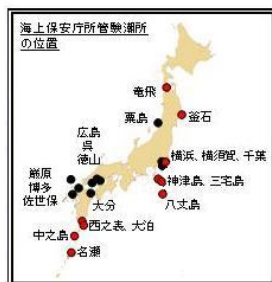 海上保安庁所管験潮所
の位置
竜飛
釜石
粟島
広島
呉
徳山
横浜、横須賀、千葉
厳原
博多
佐世保
神津島、三宅島
大分
八丈島
西之表、大泊
中之島
名瀬